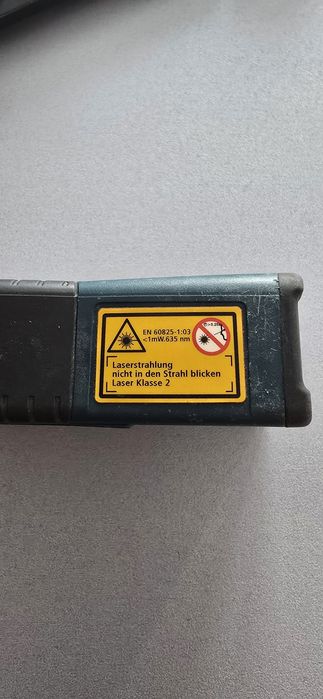 EN 60825-1:03
<1mW.635 nm
Laserstrahlung
nicht in den Strahl blicken
Laser Klasse 2